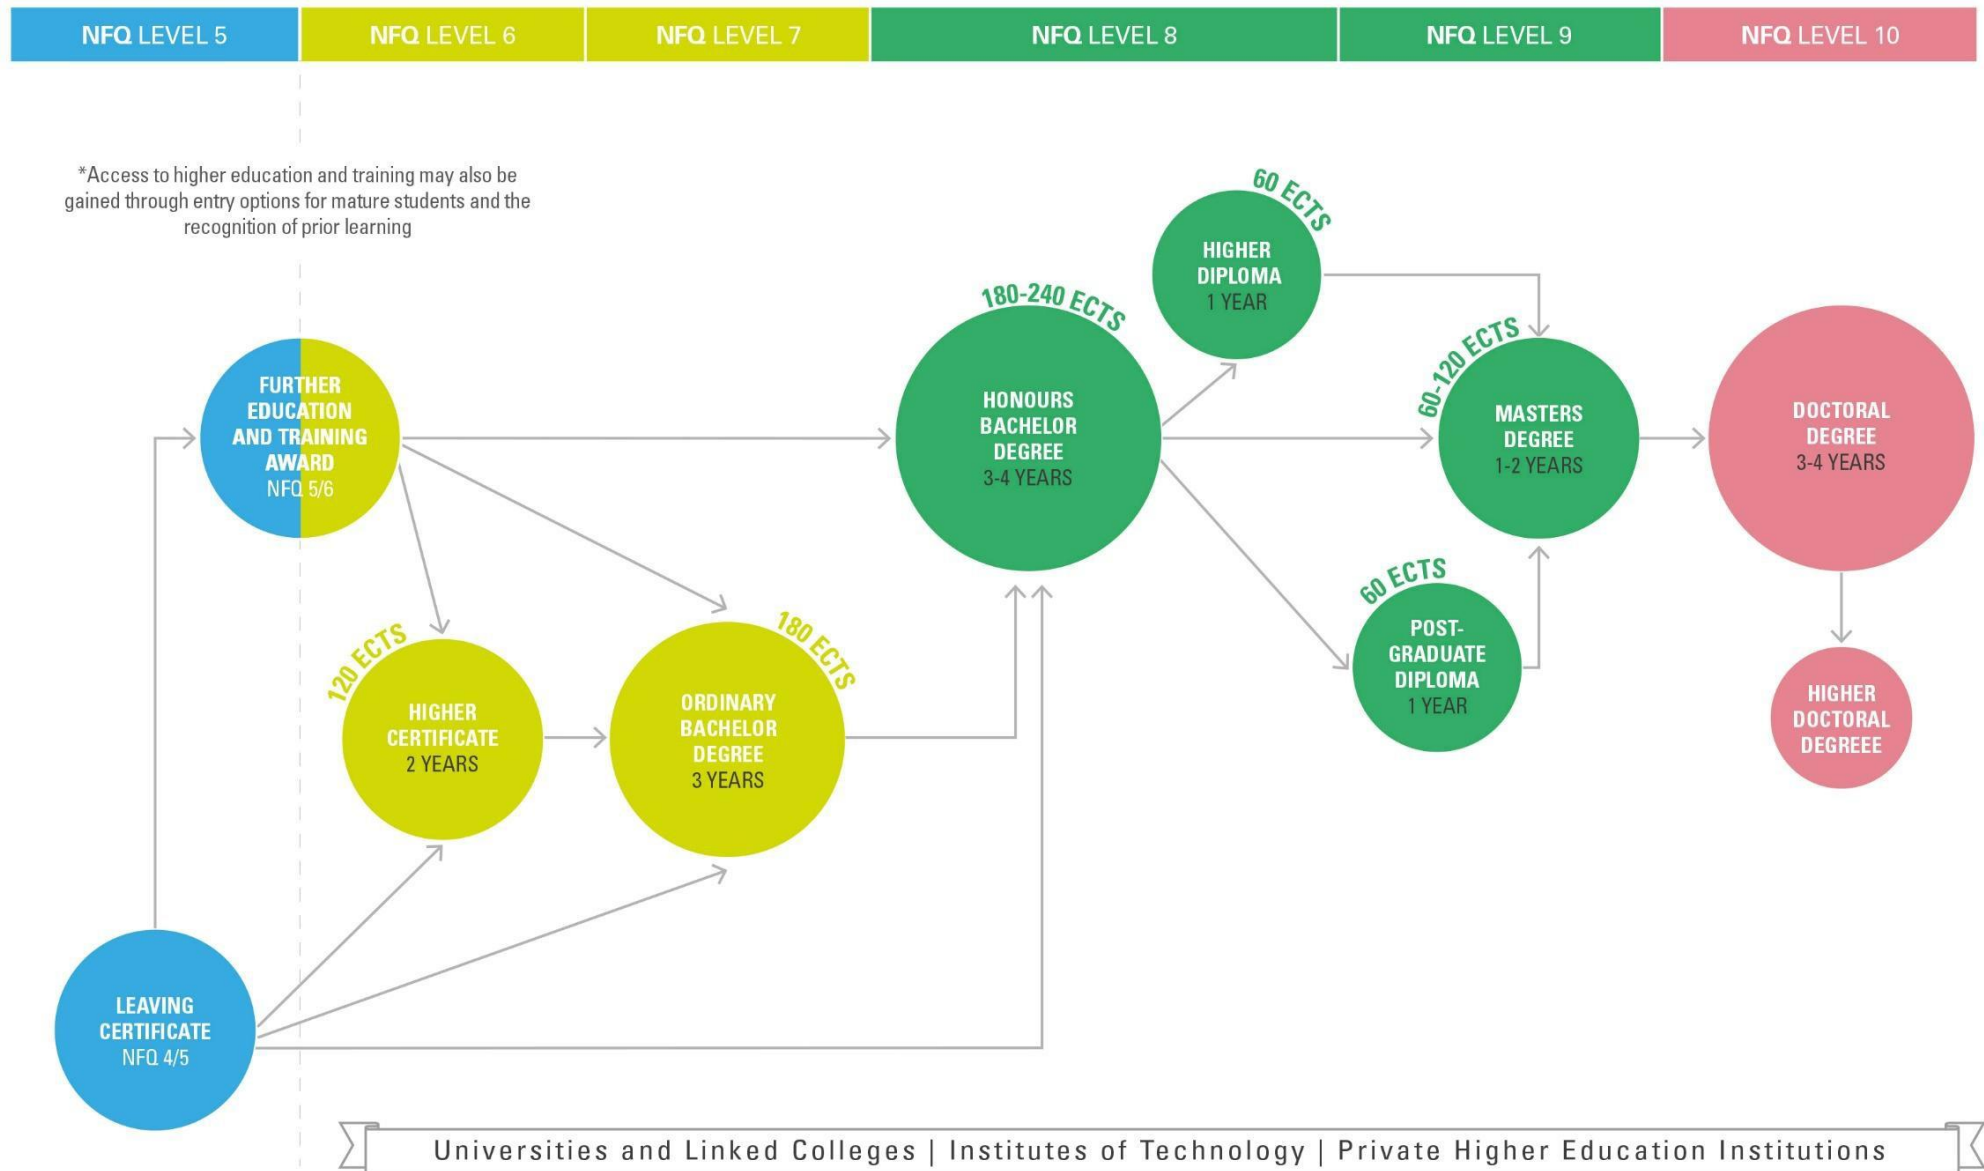 NFQ LEVEL 5
NFQ LEVEL 6
NFQ LEVEL 7
NFQ LEVEL 8
NFQ LEVEL 9
NFQ LEVEL 10
*Access to higher education and training may also be
gained through entry options for mature students and the
recognition of prior learning
FURTHER
EDUCATION
AND TRAINING
AWARD
NFQ 5/6
LEAVING
CERTIFICATE
NFQ 4/5
120 ECTS
HIGHER
CERTIFICATE
2 YEARS
180 ECTS
ORDINARY
BACHELOR
DEGREE
3 YEARS
180-240 ECTS
HONOURS
BACHELOR
DEGREE
3-4 YEARS
60 ECTS
HIGHER
DIPLOMA
1 YEAR
60 ECTS
POST-
GRADUATE
DIPLOMA
1 YEAR
60-120 ECTS
MASTERS
DEGREE
1-2 YEARS
DOCTORAL
DEGREE
3-4 YEARS
HIGHER
DOCTORAL
DEGREEE
Universities and Linked Colleges | Institutes of Technology | Private Higher Education Institutions